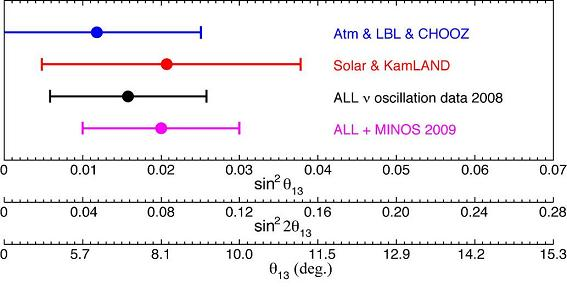 Atm & LBL & CHOOZ
Solar & KamLAND
ALL ν oscillation data 2008
ALL + MINOS 2009
0 0.01 0.02 0.03 0.04 0.05 0.06 0.07
sin²θ₁₃
0 0.04 0.08 0.12 0.16 0.20 0.24 0.28
sin²2θ₁₃
0 5.7 8.1 10.0 11.5 12.9 14.2 15.3
θ₁₃ (deg.)